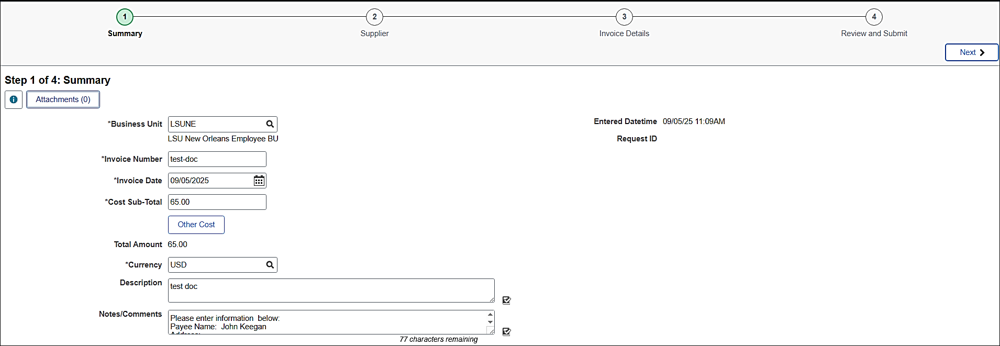 1 2 3 4
Summary Supplier Invoice Details Review and Submit
Next
Step 1 of 4: Summary
Attachments (0)
*Business Unit LSUNE
LSU New Orleans Employee BU
Entered Datetime 09/05/25 11:09AM
Request ID
*Invoice Number test-doc
*Invoice Date 09/05/2025
*Cost Sub-Total 65.00
Other Cost
Total Amount 65.00
*Currency USD
Description test doc
Notes/Comments Please enter information  below:
Payee Name:  John Keegan
77 characters remaining